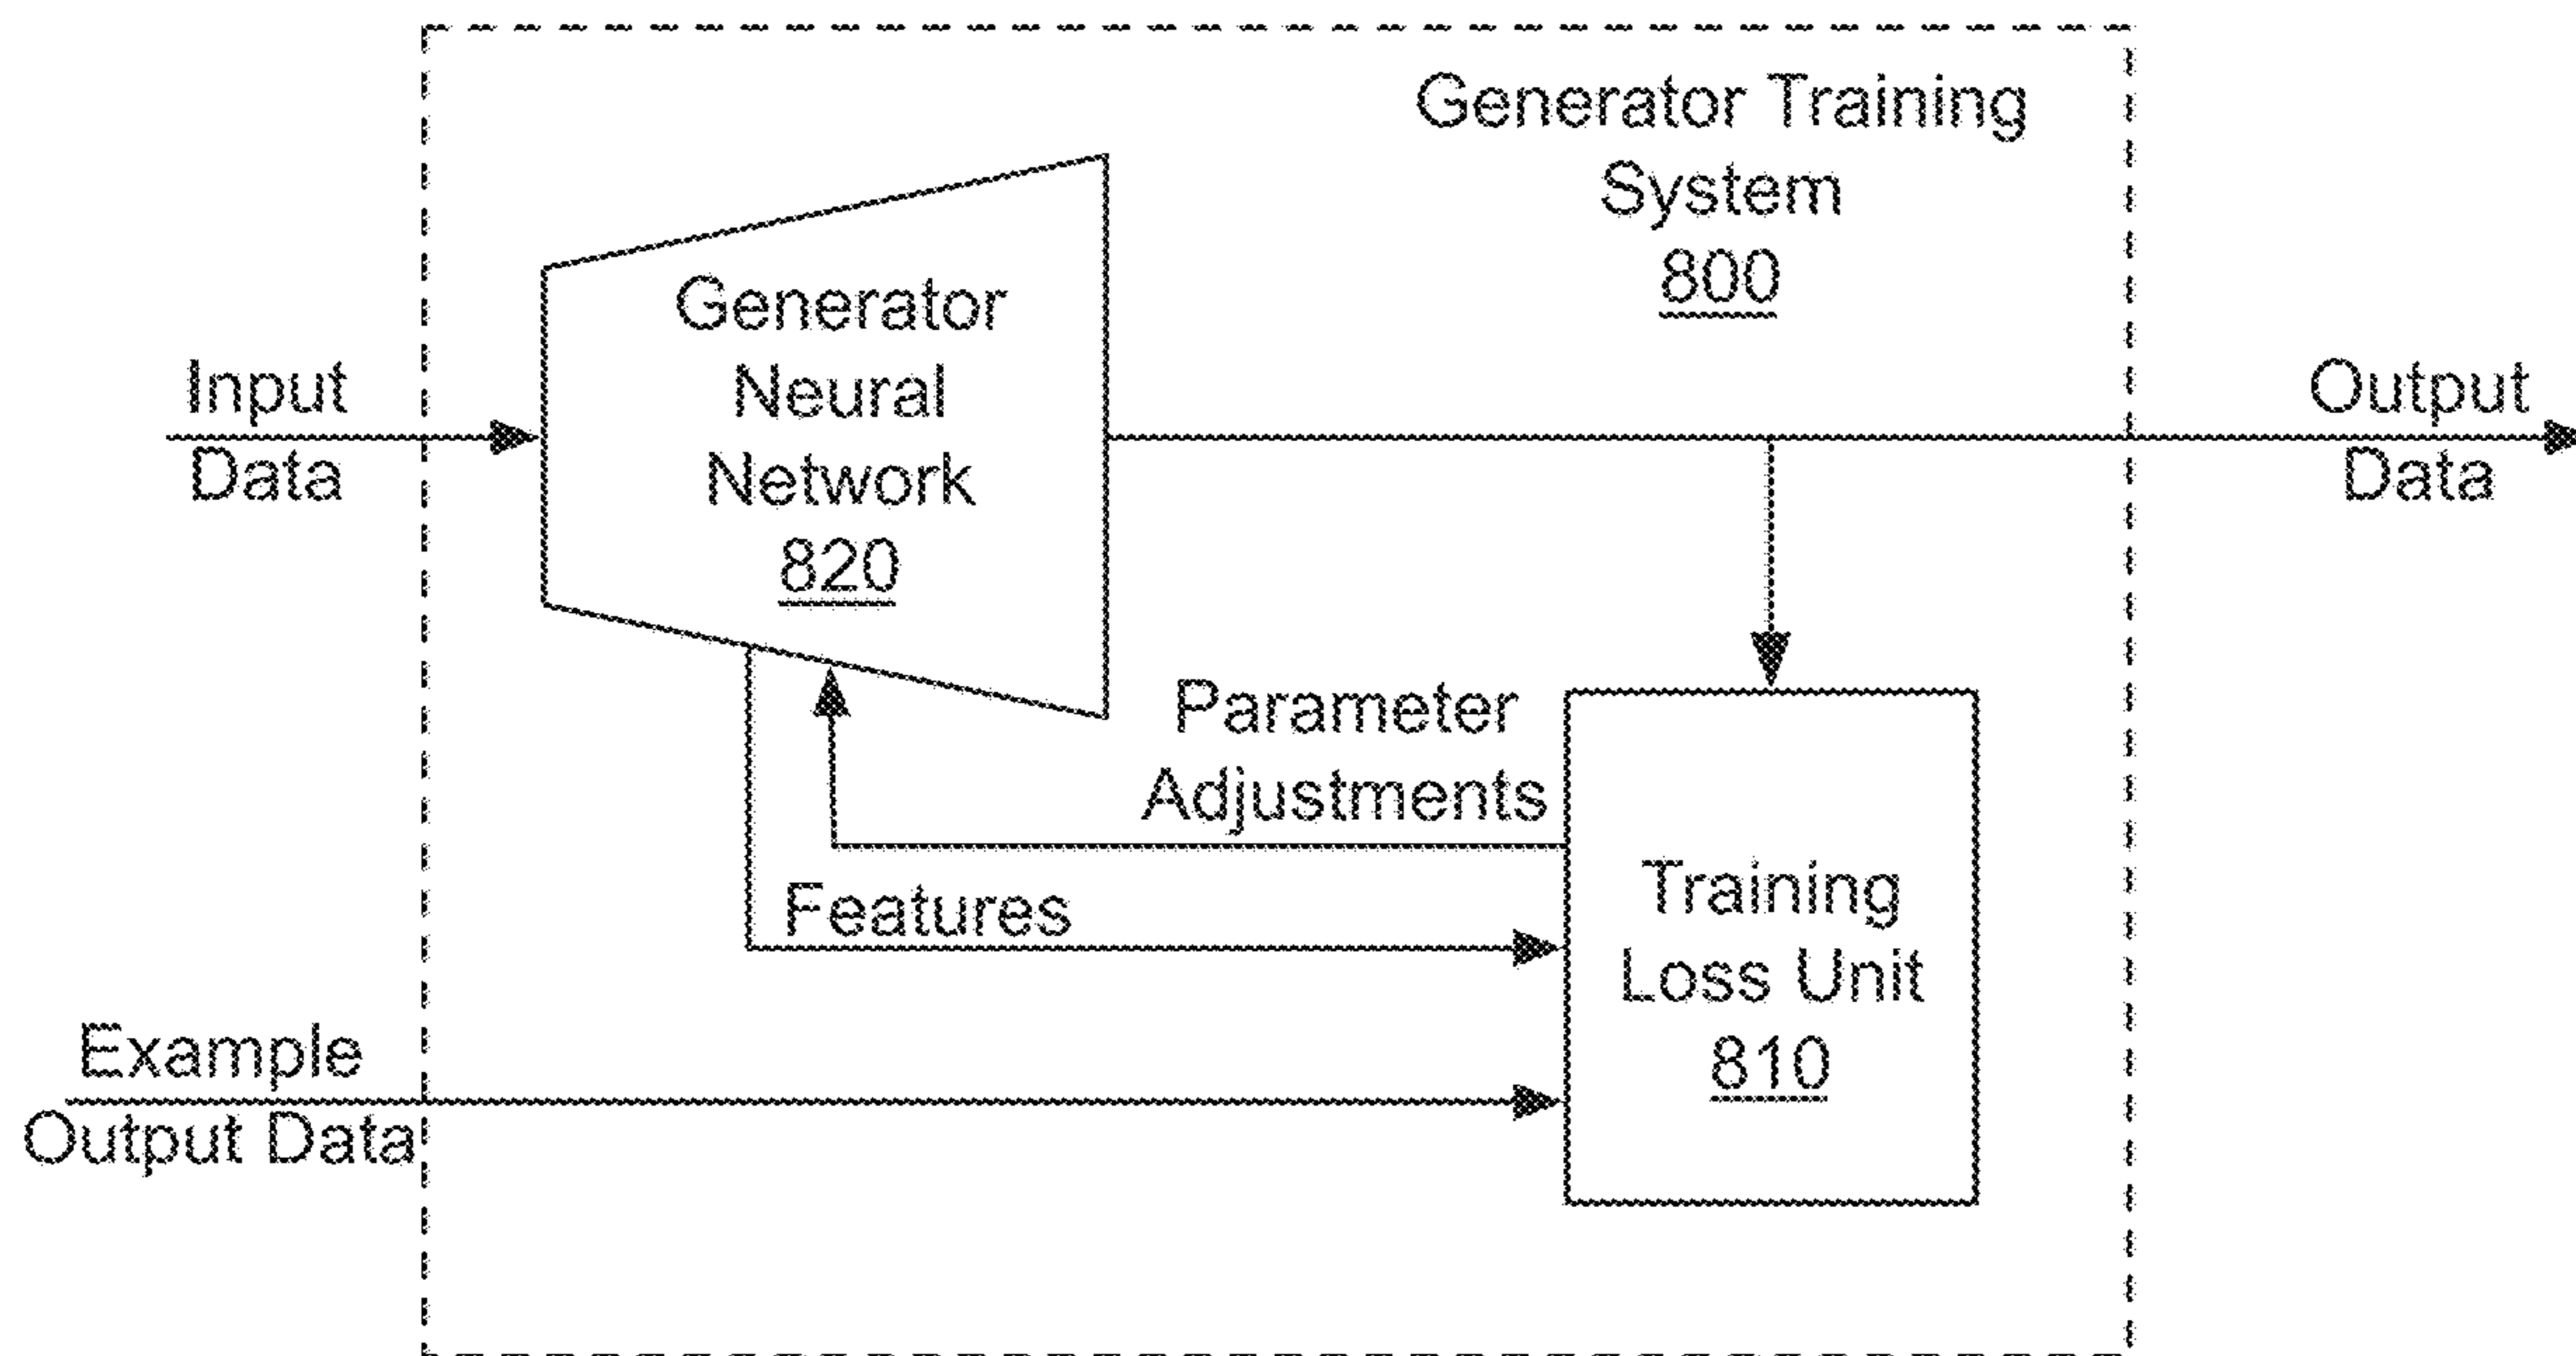 Generator Training
System
800
Generator
Neural
Network
820
Input
Data
Output
Data
Parameter
Adjustments
Features
Training
Loss Unit
810
Example
Output Data